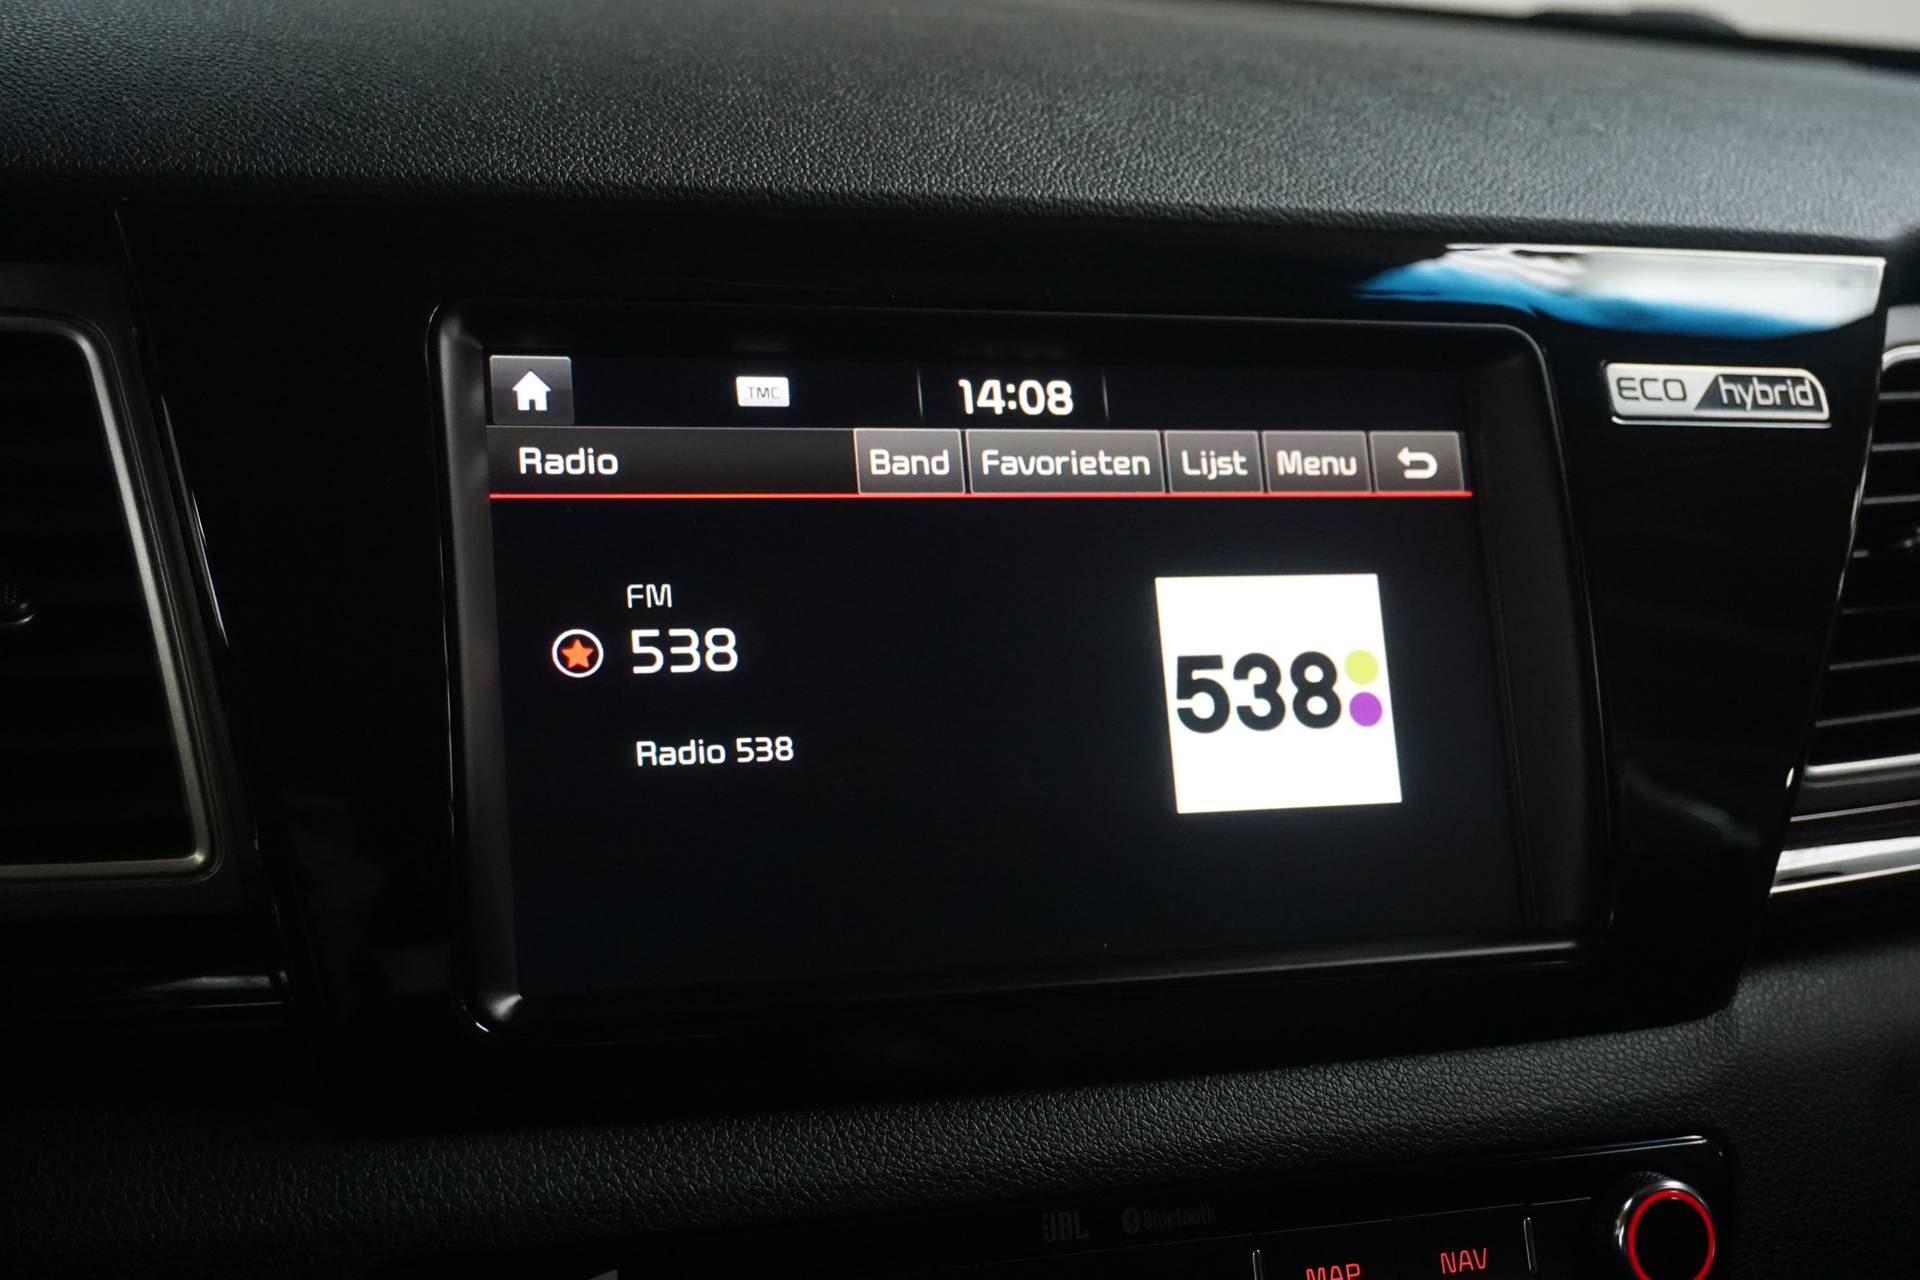 TMC 14:08
ECO hybrid
Radio Band Favorieten Lijst Menu
FM
538
Radio 538
538
JBL Bluetooth
MAP NAV